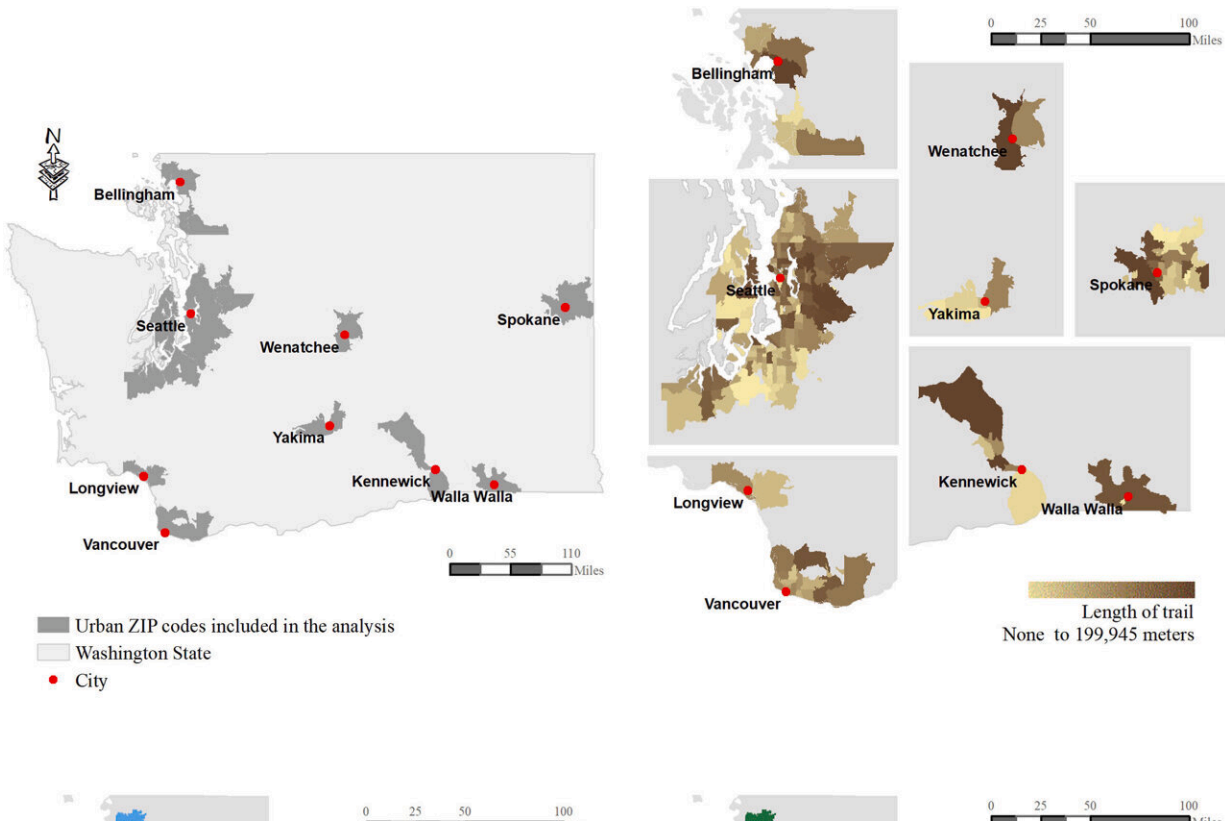 N
Bellingham
Seattle
Wenatchee
Spokane
Yakima
Kennewick
Walla Walla
Longview
Vancouver
0 55 110
Miles
Urban ZIP codes included in the analysis
Washington State
City
0 25 50 100
Miles
Bellingham
Wenatchee
Seattle
Spokane
Yakima
Kennewick
Walla Walla
Longview
Vancouver
Length of trail
None to 199,945 meters
0 25 50 100
0 25 50 100
Miles